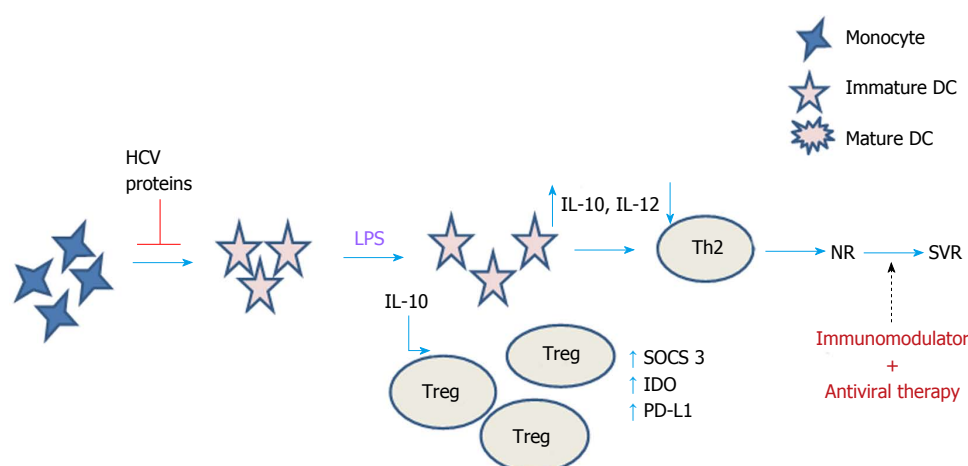 Monocyte
Immature DC
Mature DC
HCV
proteins
LPS
↑ IL-10, IL-12 ↓
Th2
NR
SVR
IL-10
Treg
Treg
Treg
↑ SOCS 3
↑ IDO
↑ PD-L1
Immunomodulator
+
Antiviral therapy